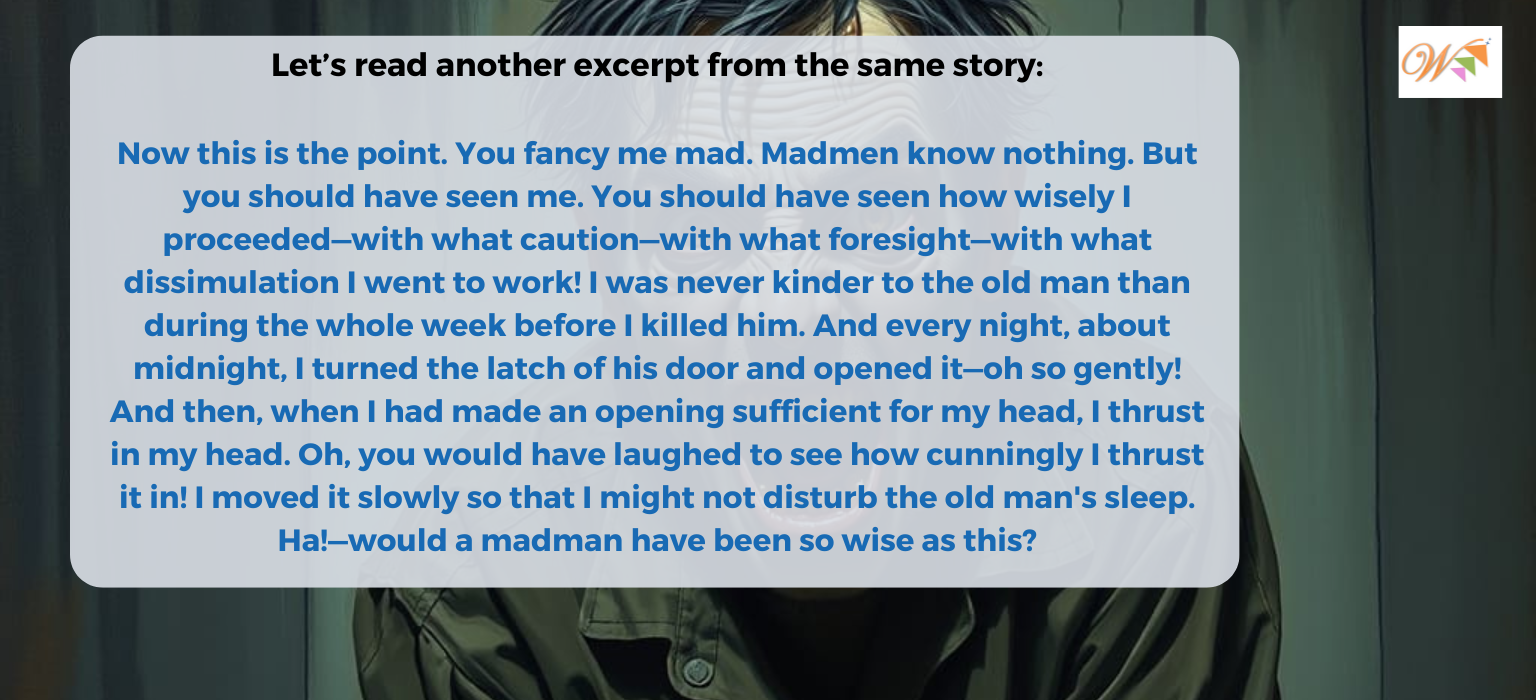 Let’s read another excerpt from the same story:
Now this is the point. You fancy me mad. Madmen know nothing. But
you should have seen me. You should have seen how wisely I
proceeded—with what caution—with what foresight—with what
dissimulation I went to work! I was never kinder to the old man than
during the whole week before I killed him. And every night, about
midnight, I turned the latch of his door and opened it—oh so gently!
And then, when I had made an opening sufficient for my head, I thrust
in my head. Oh, you would have laughed to see how cunningly I thrust
it in! I moved it slowly so that I might not disturb the old man's sleep.
Ha!—would a madman have been so wise as this?
W